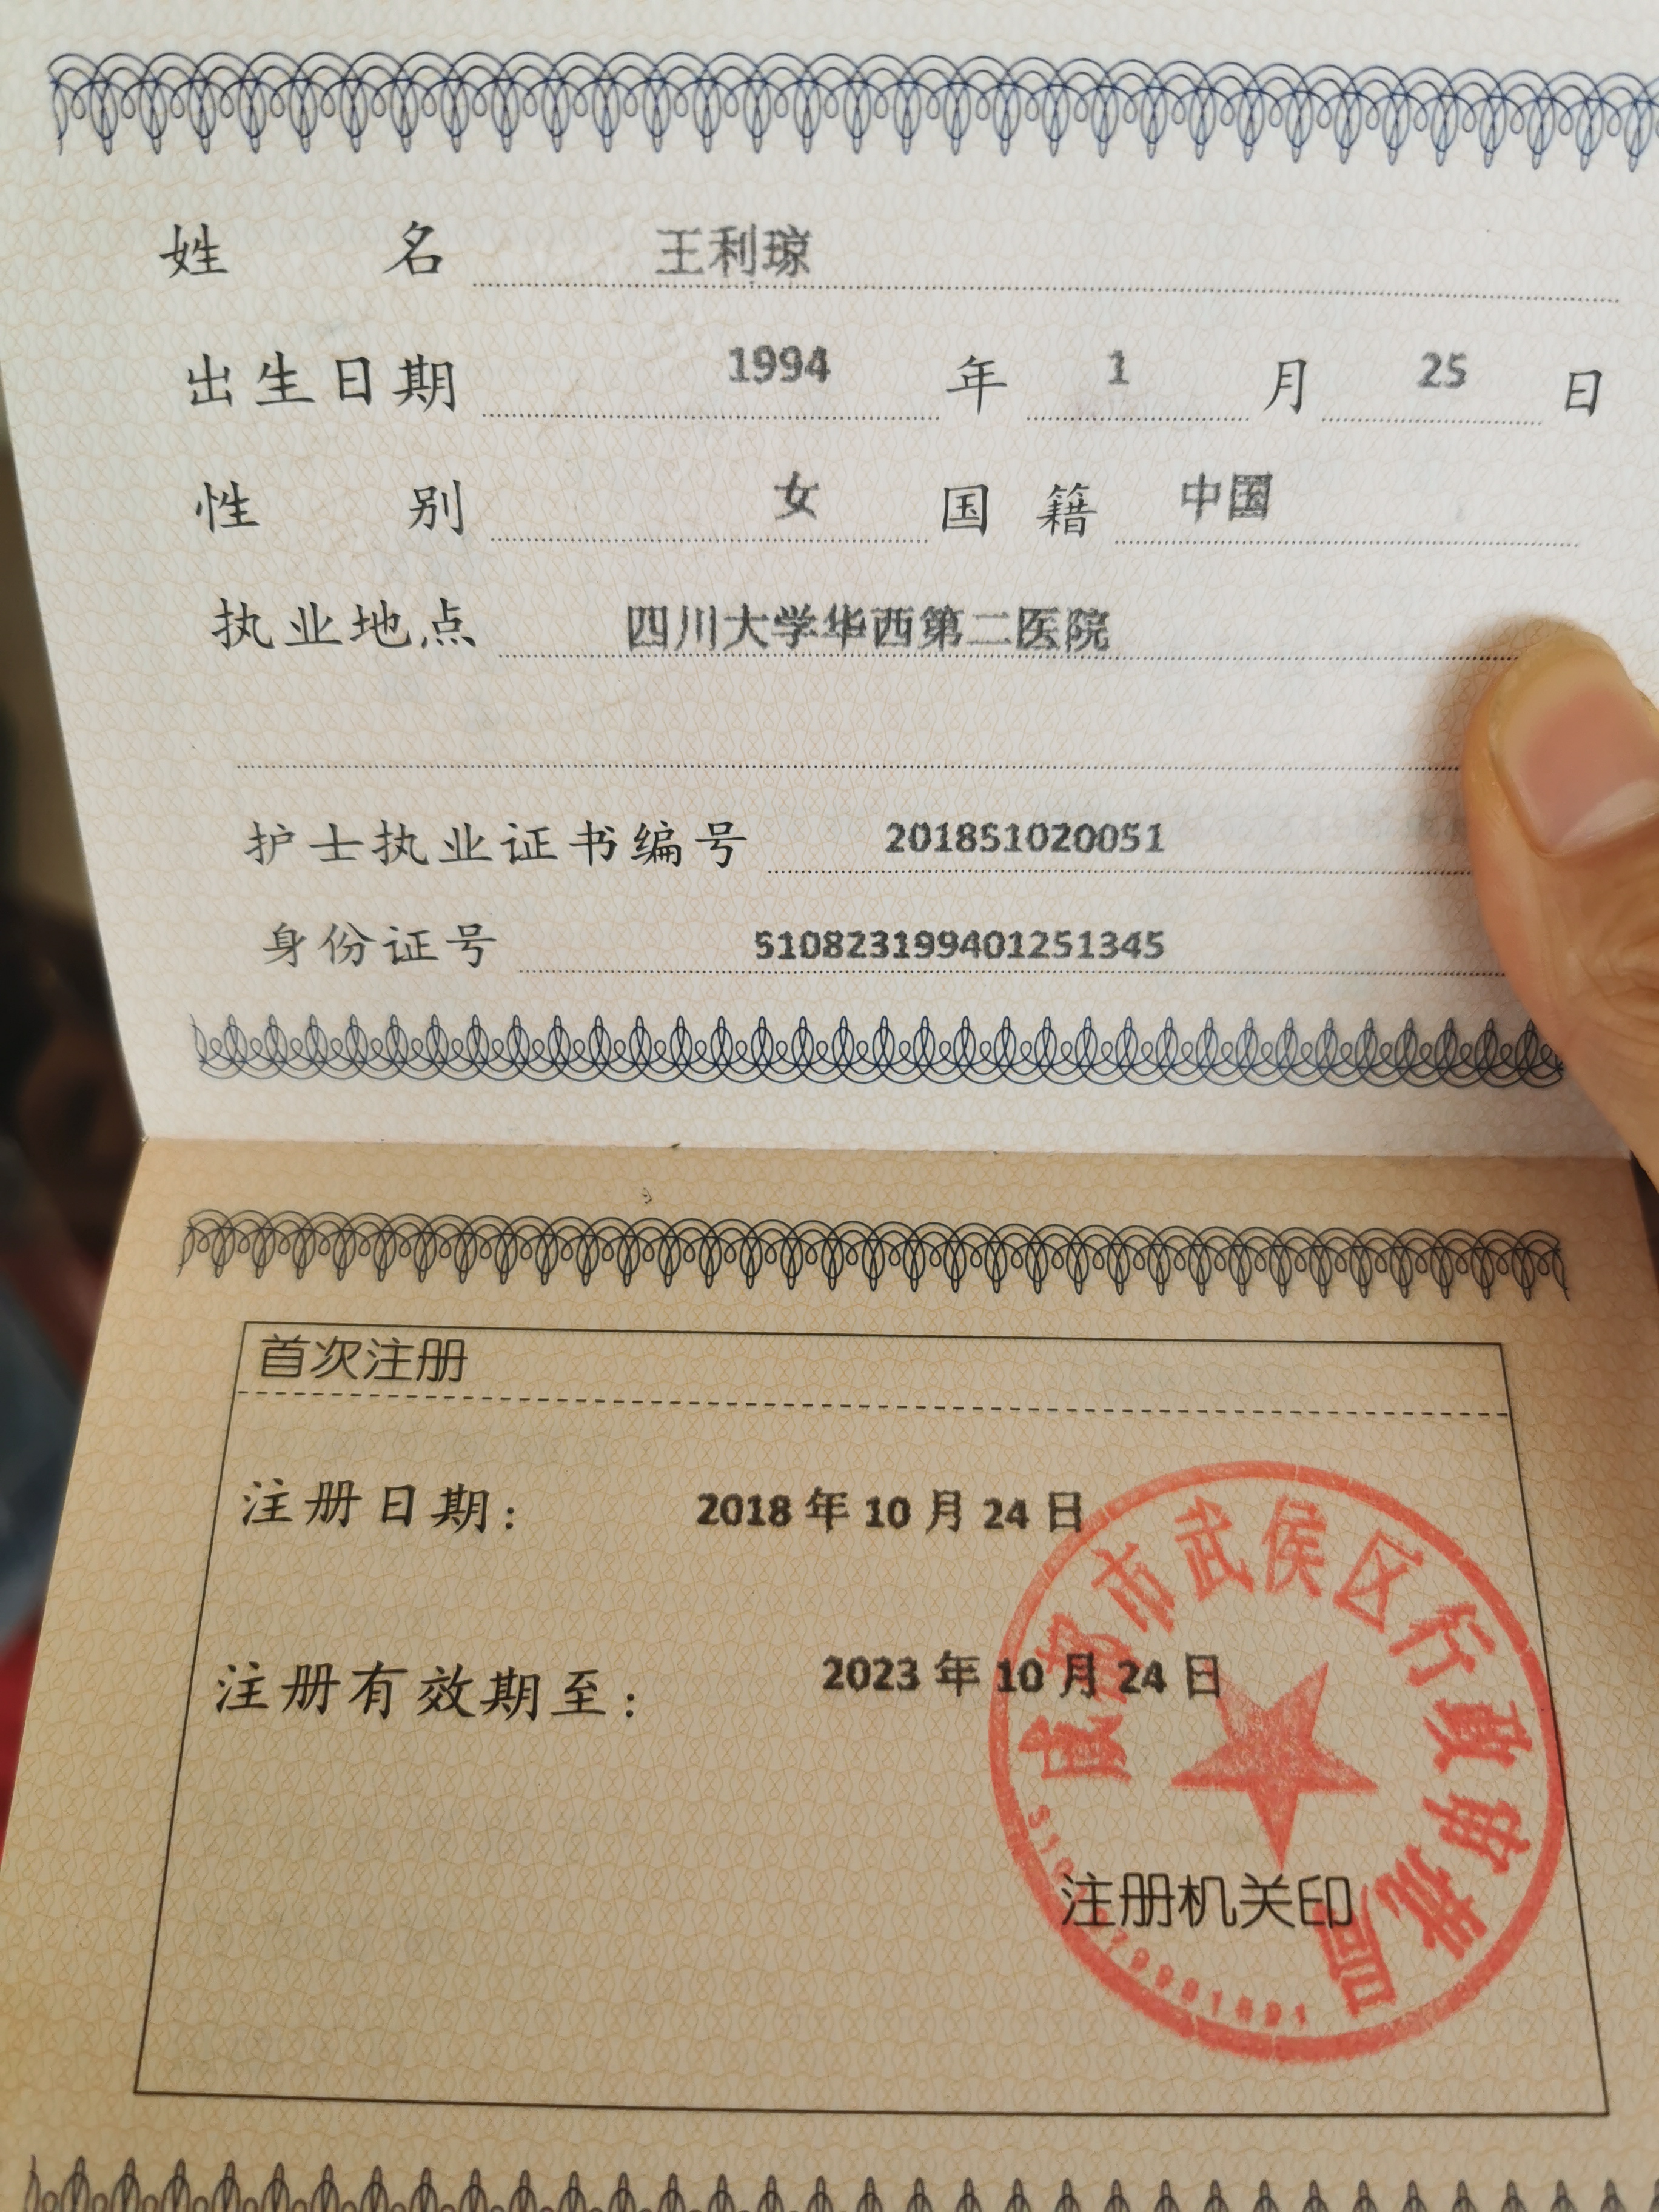 姓名 王利琼
出生日期 1994 年 1 月 25 日
性别 女 国籍 中国
执业地点 四川大学华西第二医院
护士执业证书编号 201851020051
身份证号 510823199401251345
首次注册
注册日期： 2018 年 10 月 24 日
注册有效期至： 2023 年 10 月 24 日
成都市武侯区行政审批局
注册机关印